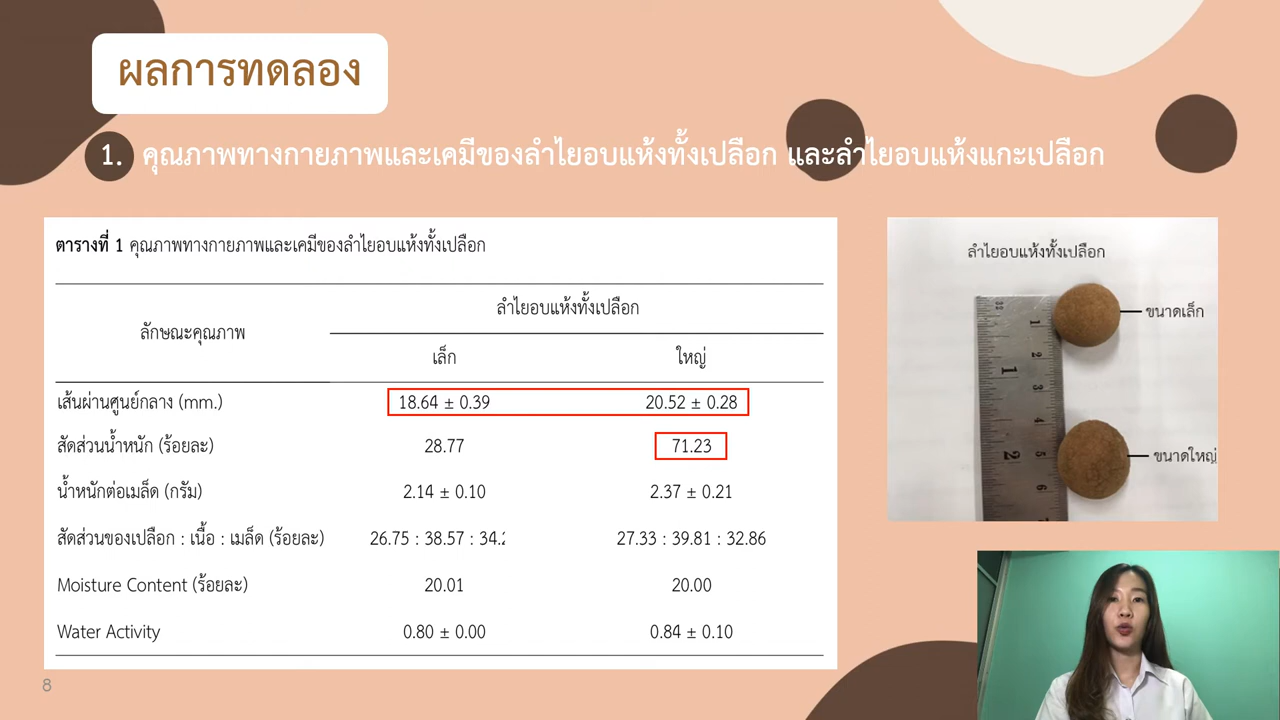 ผลการทดลอง
1. คุณภาพทางกายภาพและเคมีของลำไยอบแห้งทั้งเปลือก และลำไยอบแห้งแกะเปลือก
ตารางที่ 1 คุณภาพทางกายภาพและเคมีของลำไยอบแห้งทั้งเปลือก
ลักษณะคุณภาพ
ลำไยอบแห้งทั้งเปลือก
เล็ก ใหญ่
เส้นผ่านศูนย์กลาง (mm.) 18.64 ± 0.39 20.52 ± 0.28
สัดส่วนน้ำหนัก (ร้อยละ) 28.77 71.23
น้ำหนักต่อเมล็ด (กรัม) 2.14 ± 0.10 2.37 ± 0.21
สัดส่วนของเปลือก : เนื้อ : เมล็ด (ร้อยละ) 26.75 : 38.57 : 34. 27.33 : 39.81 : 32.86
Moisture Content (ร้อยละ) 20.01 20.00
Water Activity 0.80 ± 0.00 0.84 ± 0.10
ลำไยอบแห้งทั้งเปลือก
ขนาดเล็ก
ขนาดใหญ่
1
2
3
4
5
6
1
2
8